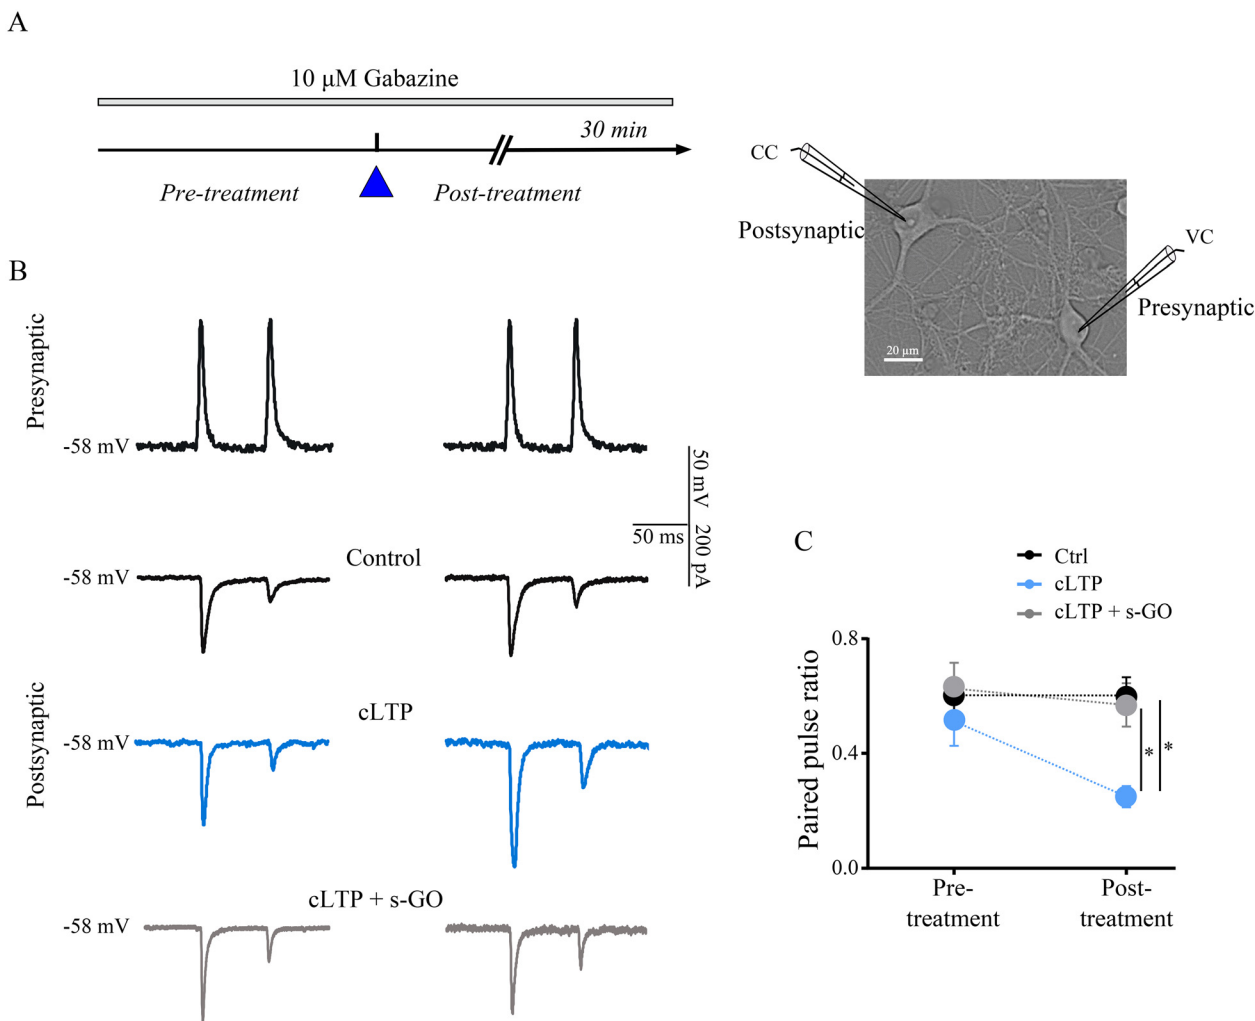 A
10 μM Gabazine
30 min
Pre-treatment
Post-treatment
CC
Postsynaptic
VC
Presynaptic
20 μm
B
Presynaptic
-58 mV
50 mV 200 pA
50 ms
Control
-58 mV
Postsynaptic
cLTP
-58 mV
cLTP + s-GO
-58 mV
C
Ctrl
cLTP
cLTP + s-GO
Paired pulse ratio
0.8
0.4
0.0
*
*
Pre-
treatment
Post-
treatment